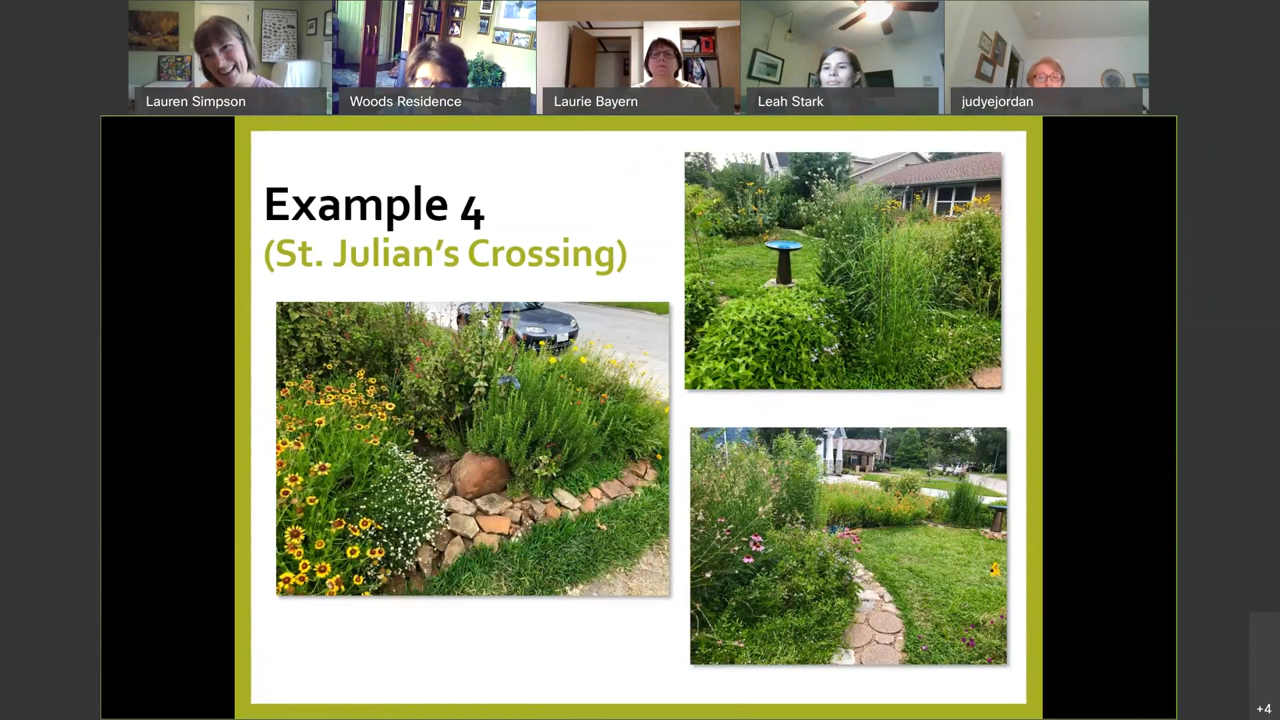 Lauren Simpson
Woods Residence
Laurie Bayern
Leah Stark
judyejordan
Example 4
(St. Julian's Crossing)
+4